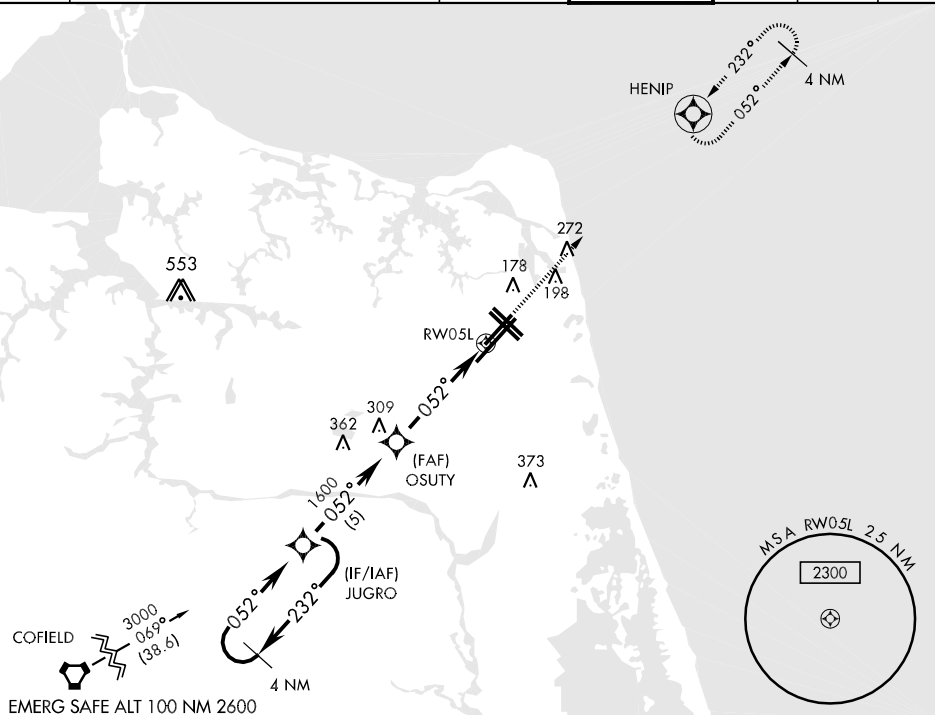 232°
4 NM
HENIP
052°
272
553
178
198
RW05L
052°
309
362
(FAF)
OSUTY
373
1600
052°
(5)
MSA RW05L 25 NM
2300
(IF/IAF)
JUGRO
052°
232°
3000
069°
(38.6)
COFIELD
4 NM
EMERG SAFE ALT 100 NM 2600